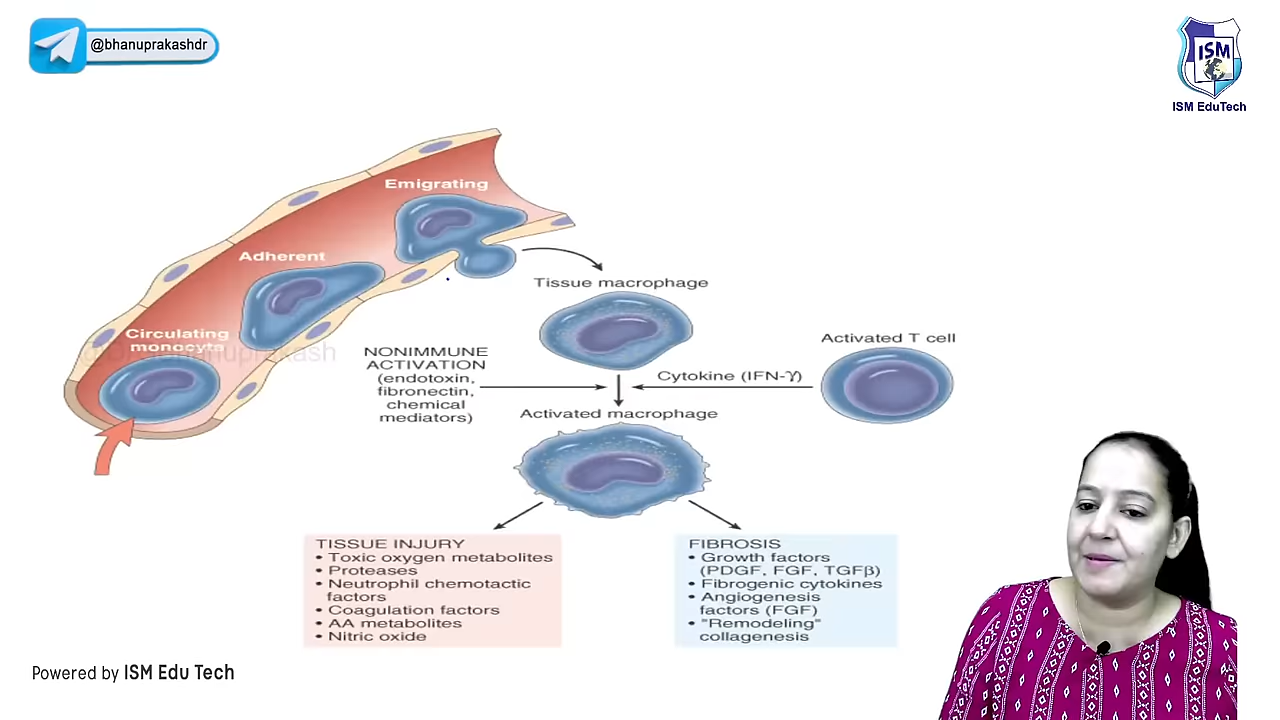 @bhanuprakashdr
ISM
ISM EduTech
Emigrating
Adherent
Circulating
monocyte
Tissue macrophage
NONIMMUNE
ACTIVATION
(endotoxin,
fibronectin,
chemical
mediators)
Cytokine (IFN-γ)
Activated T cell
Activated macrophage
TISSUE INJURY
• Toxic oxygen metabolites
• Proteases
• Neutrophil chemotactic
factors
• Coagulation factors
• AA metabolites
• Nitric oxide
FIBROSIS
• Growth factors
(PDGF, FGF, TGFβ)
• Fibrogenic cytokines
• Angiogenesis
factors (FGF)
• "Remodeling"
collagenesis
Powered by ISM Edu Tech